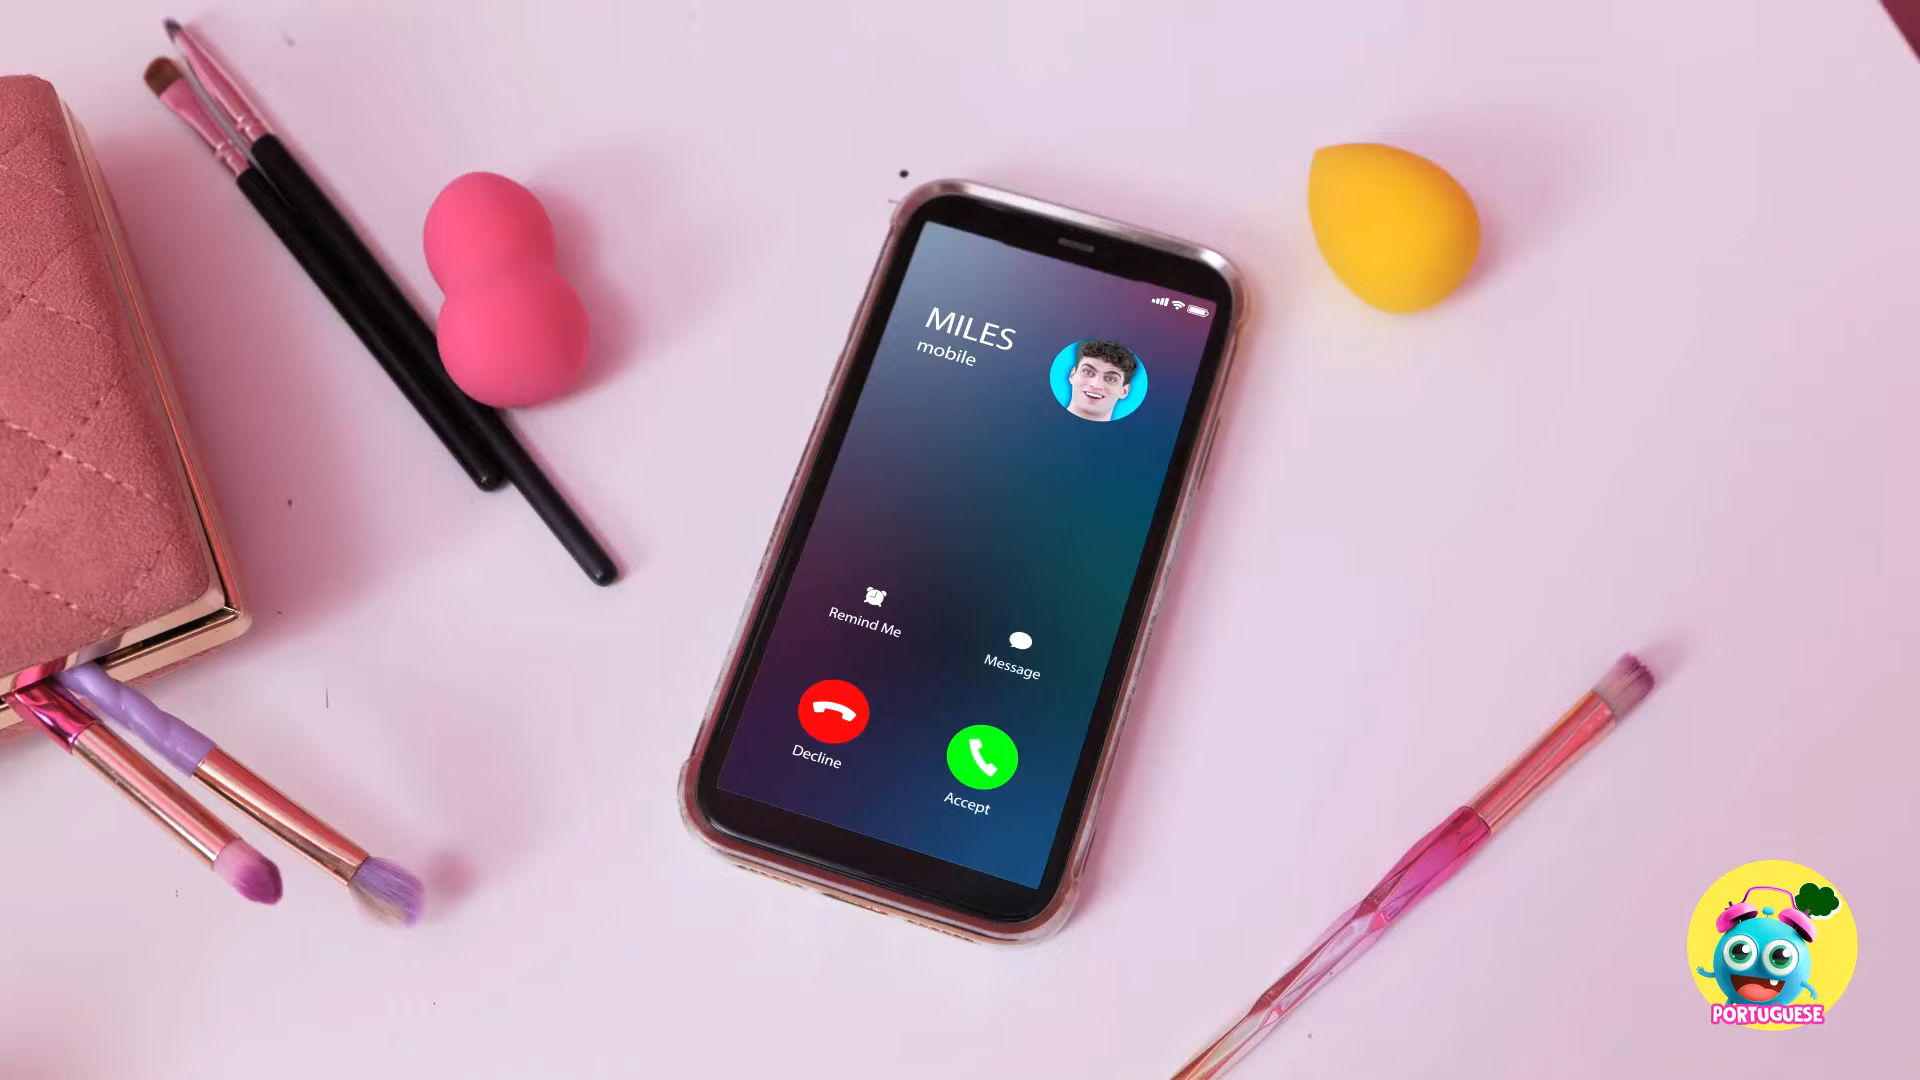 MILES
mobile
Remind Me
Message
Decline
Accept
PORTUGUESE